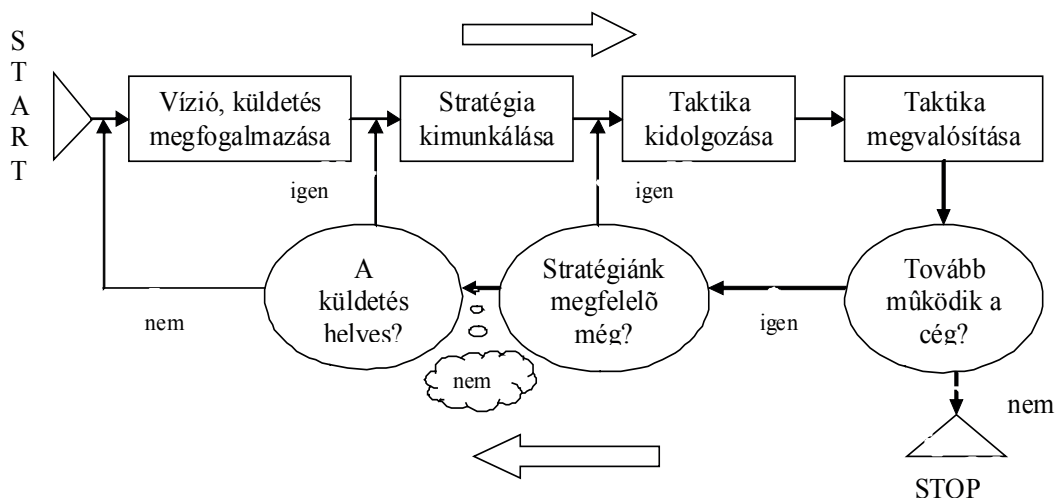 START
Vízió, küldetés
megfogalmazása
Stratégia
kimunkálása
Taktika
kidolgozása
Taktika
megvalósítása
igen
igen
A
küldetés
helyes?
Stratégiánk
megfelelõ
még?
Tovább
mûködik a
cég?
nem
igen
nem
nem
STOP